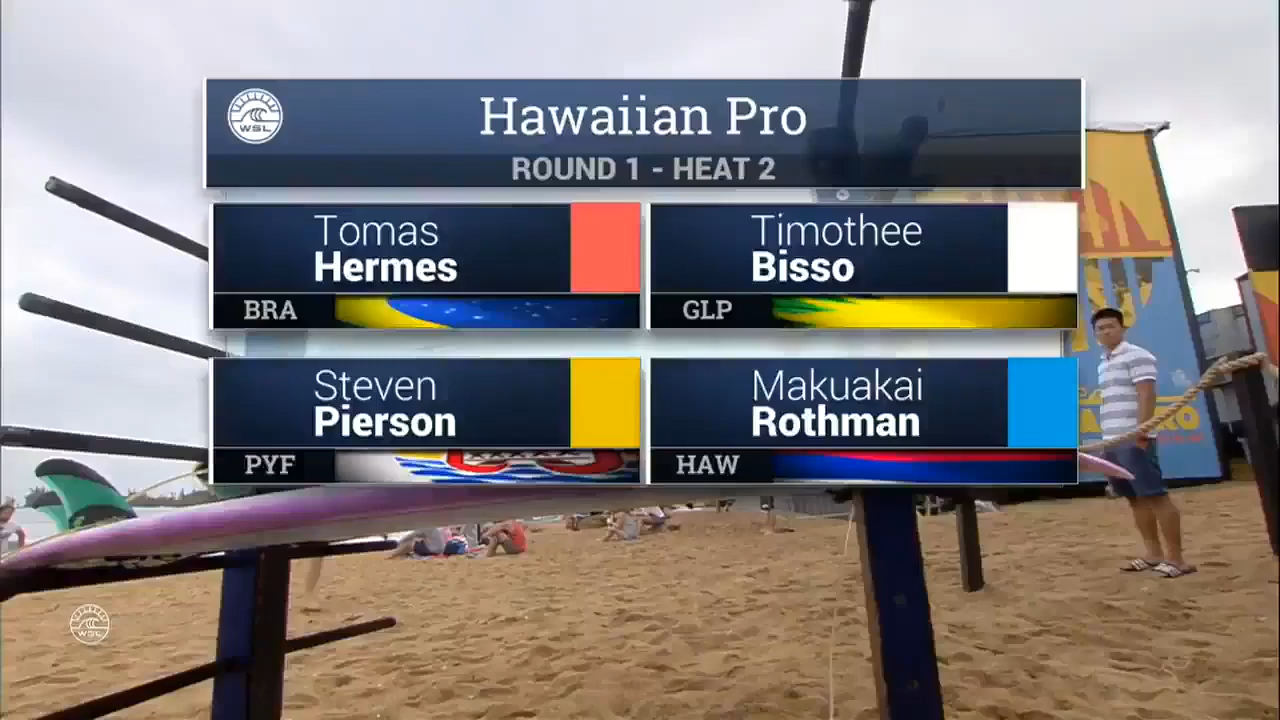 WSL
Hawaiian Pro
ROUND 1 - HEAT 2
Tomas
Hermes
BRA
Timothee
Bisso
GLP
Steven
Pierson
PYF
Makuakai
Rothman
HAW
WSL